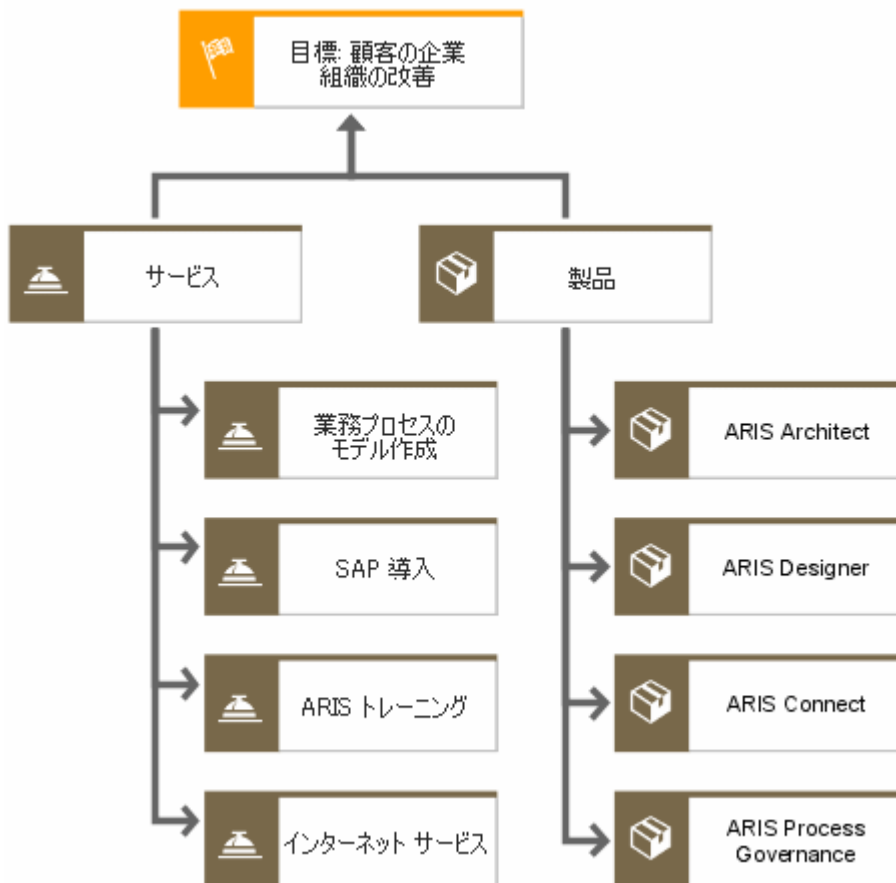 目標: 顧客の企業
組織の改善
サービス
製品
業務プロセスの
モデル作成
ARIS Architect
SAP 導入
ARIS Designer
ARIS トレーニング
ARIS Connect
インターネット サービス
ARIS Process
Governance